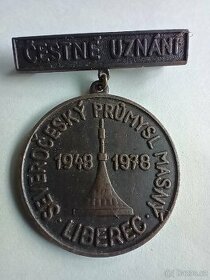 ČESTNÉ UZNÁNÍ
SEVEROČESKÝ PRŮMYSL MASNÝ
1948 1978
· LIBEREC ·